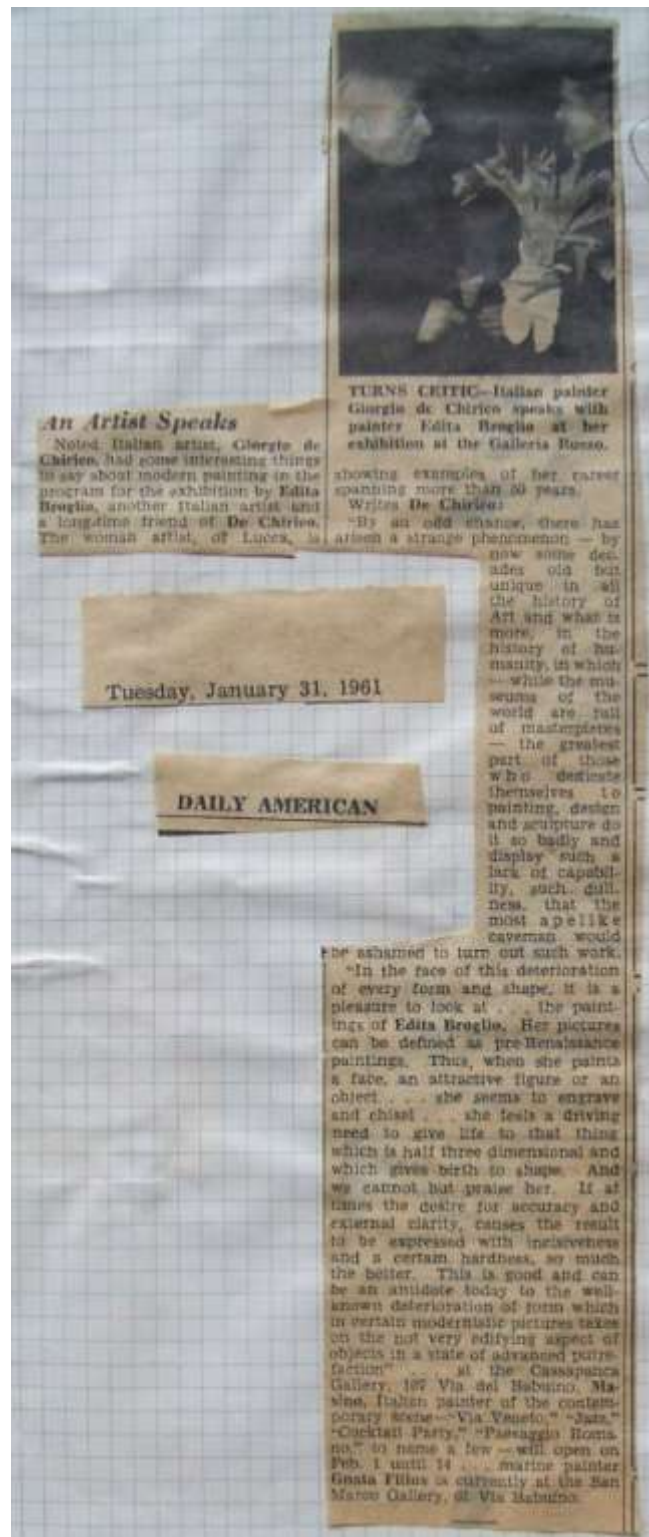 TURNS CRITIC—Italian painter
Giorgio de Chirico speaks with
painter Edita Broglio at her
exhibition at the Galleria Russo.
An Artist Speaks
Noted Italian artist, Giorgio de
Chirico, had some interesting things
to say about modern painting in the
program for the exhibition by Edita
Broglio, another Italian artist and
a long-time friend of De Chirico.
The woman artist, of Lucca, is
showing examples of her career
spanning more than 50 years.
Writes De Chirico:
"By an odd chance, there has
arisen a strange phenomenon — by
now some dec-
ades old but
unique in all
the history of
Art and what is
more, in the
history of hu-
manity, in which
— while the mu-
seums of the
world are full
of masterpieces
— the greatest
part of those
who dedicate
themselves to
painting, design
and sculpture do
it so badly and
display such a
lack of capabil-
ity, such dull-
ness, that the
most apelike
caveman would
be ashamed to turn out such work.
"In the face of this deterioration
of every form and shape, it is a
pleasure to look at . . . the paint-
ings of Edita Broglio. Her pictures
can be defined as pre-Renaissance
paintings. Thus, when she paints
a face, an attractive figure or an
object . . . she seems to engrave
and chisel . . . she feels a driving
need to give life to that thing
which is half three dimensional and
which gives birth to shape. And
we cannot but praise her. If at
times the desire for accuracy and
external clarity, causes the result
to be expressed with incisiveness
and a certain hardness, so much
the better. This is good and can
be an antidote today to the well-
known deterioration of form which
in certain modernistic pictures takes
on the not very edifying aspect of
objects in a state of advanced putre-
faction" . . . at the Cassapanca
Gallery, 107 Via del Babuino, Ma-
sino, Italian painter of the contem-
porary scene—"Via Veneto," "Jazz,"
"Cocktail Party," "Paesaggio Roma-
no," to name a few — will open on
Feb. 1 until 14 . . . marine painter
Gnata Filius is currently at the San
Marco Gallery, Via Babuino.
Tuesday, January 31, 1961
DAILY AMERICAN